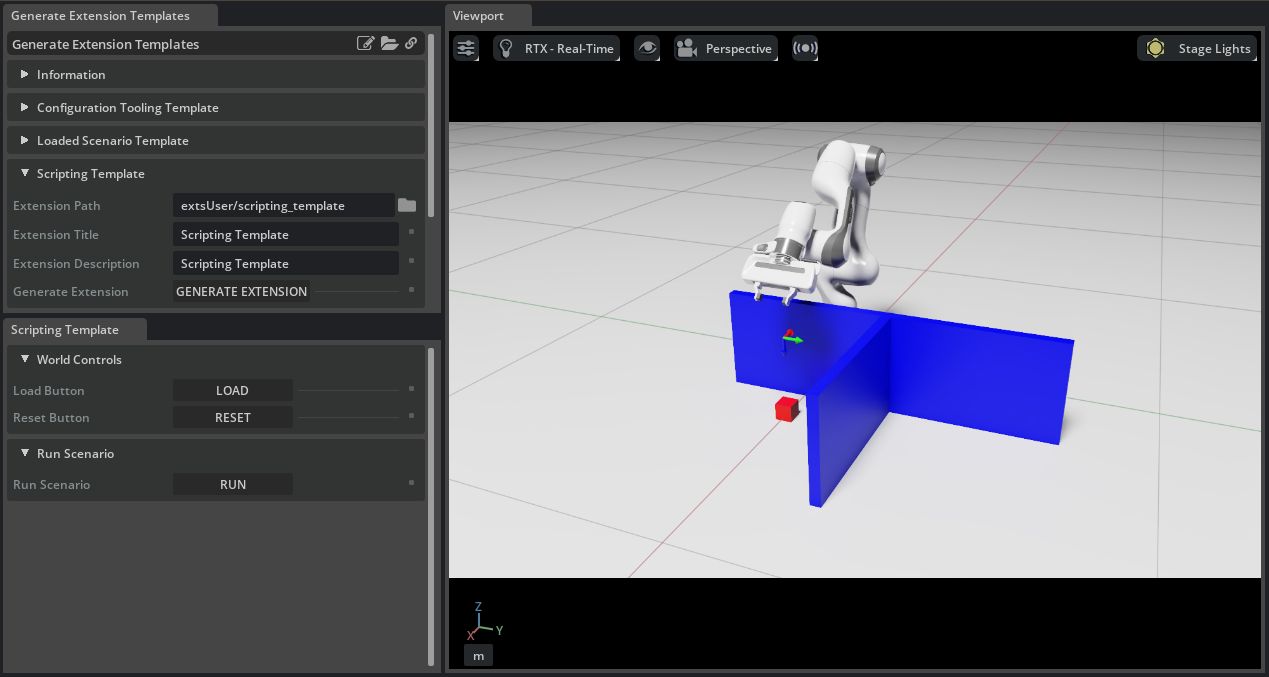 Generate Extension Templates
Generate Extension Templates
Information
Configuration Tooling Template
Loaded Scenario Template
Scripting Template
Extension Path extsUser/scripting_template
Extension Title Scripting Template
Extension Description Scripting Template
Generate Extension GENERATE EXTENSION
Scripting Template
World Controls
Load Button LOAD
Reset Button RESET
Run Scenario
Run Scenario RUN
Viewport
RTX - Real-Time Perspective Stage Lights
Z
X Y
m